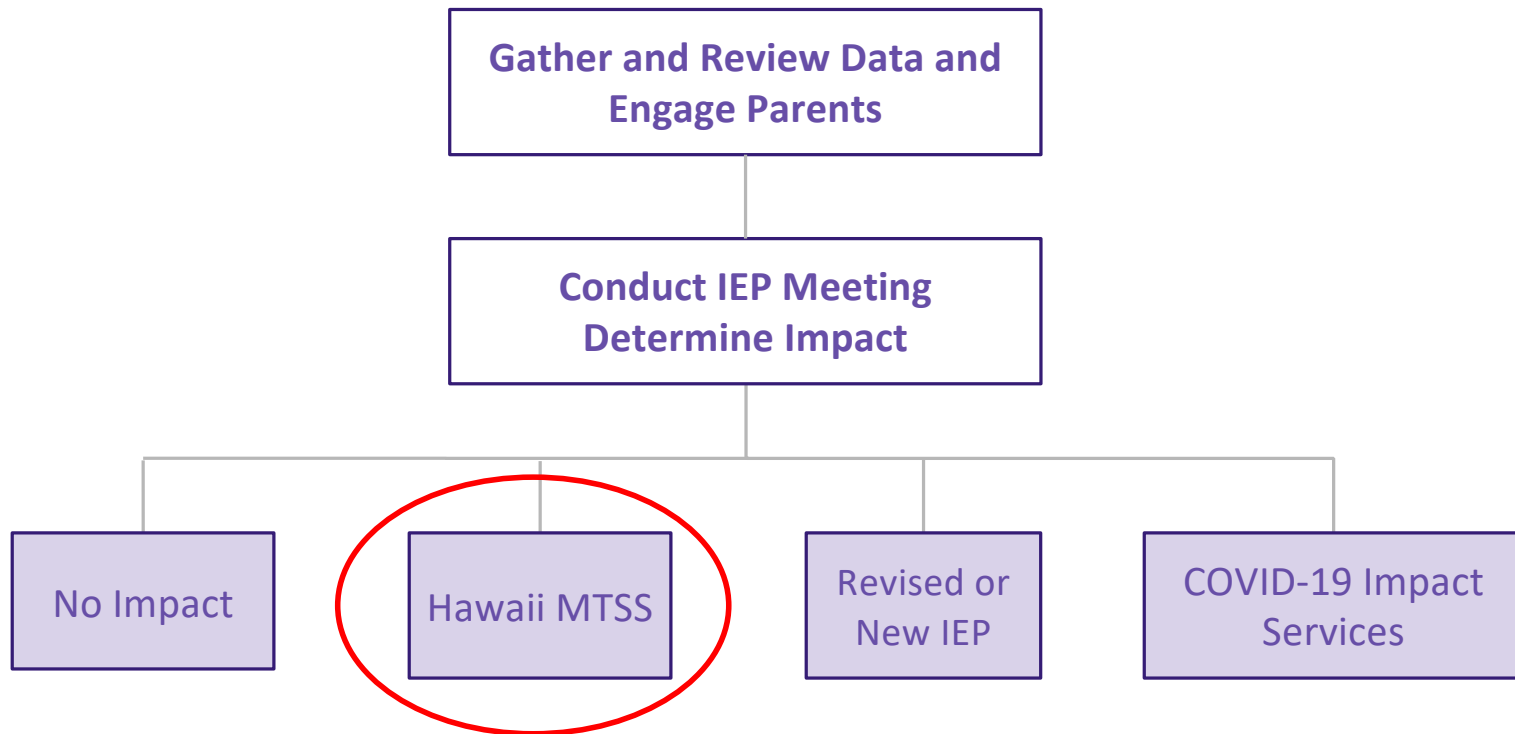 Gather and Review Data and
Engage Parents
Conduct IEP Meeting
Determine Impact
No Impact
Hawaii MTSS
Revised or
New IEP
COVID-19 Impact
Services